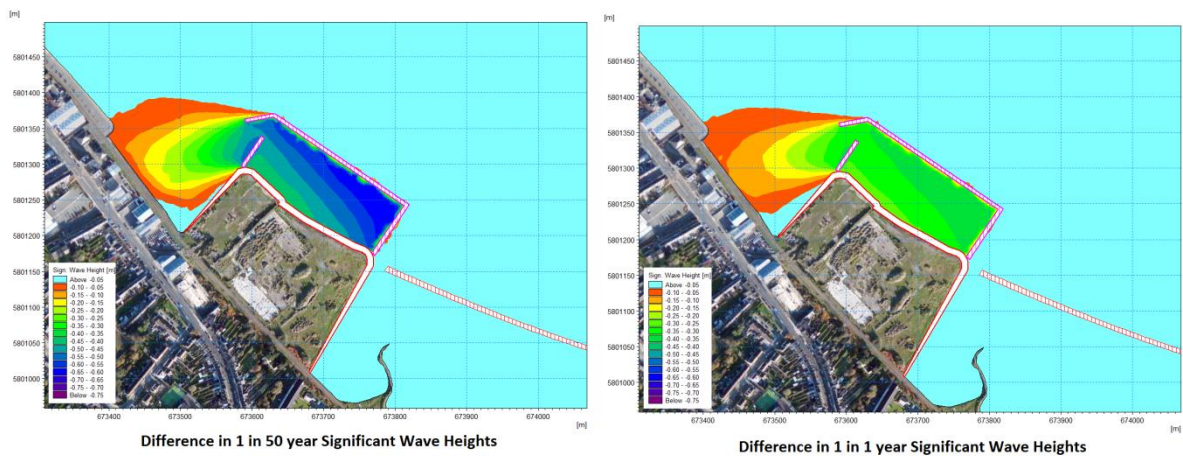 [m]
5801450
5801400
5801350
5801300
5801250
5801200
5801150
5801100
5801050
5801000
Sign. Wave Height [m]
Above -0.05
-0.10 - -0.05
-0.15 - -0.10
-0.20 - -0.15
-0.25 - -0.20
-0.30 - -0.25
-0.35 - -0.30
-0.40 - -0.35
-0.45 - -0.40
-0.50 - -0.45
-0.55 - -0.50
-0.60 - -0.55
-0.65 - -0.60
-0.70 - -0.65
-0.75 - -0.70
Below -0.75
673400 673500 673600 673700 673800 673900 674000
[m]
Difference in 1 in 50 year Significant Wave Heights
[m]
5801450
5801400
5801350
5801300
5801250
5801200
5801150
5801100
5801050
5801000
Sign. Wave Height [m]
Above -0.05
-0.10 - -0.05
-0.15 - -0.10
-0.20 - -0.15
-0.25 - -0.20
-0.30 - -0.25
-0.35 - -0.30
-0.40 - -0.35
-0.45 - -0.40
-0.50 - -0.45
-0.55 - -0.50
-0.60 - -0.55
-0.65 - -0.60
-0.70 - -0.65
-0.75 - -0.70
Below -0.75
673400 673500 673600 673700 673800 673900 674000
[m]
Difference in 1 in 1 year Significant Wave Heights